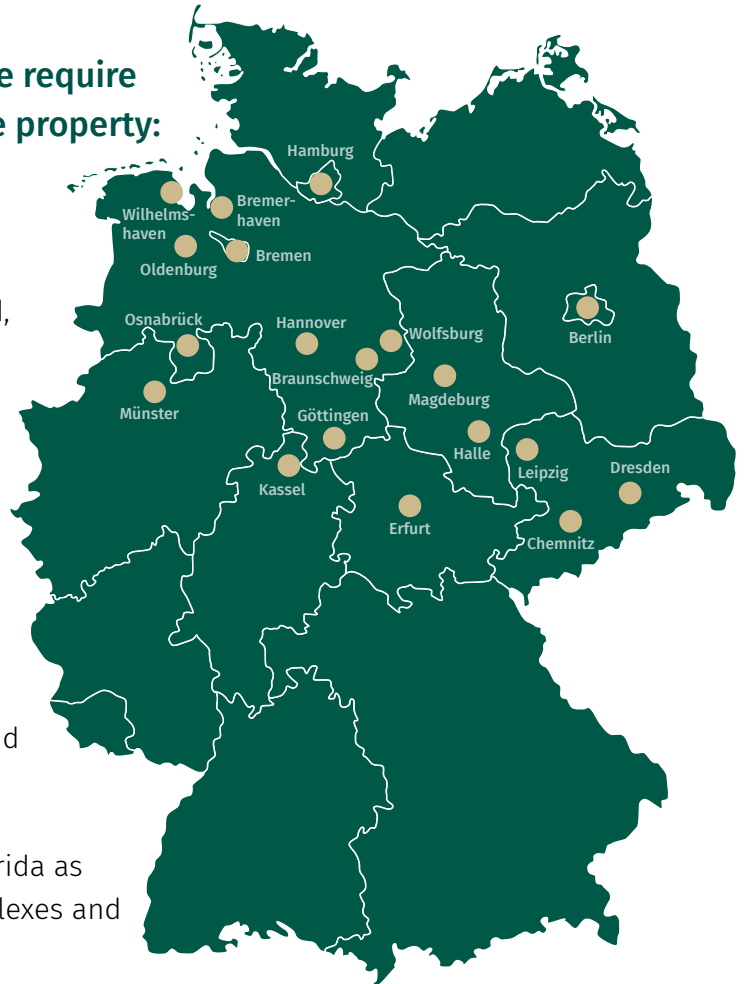 e require
e property:
Hamburg
Wilhelms-
haven
Bremer-
haven
Oldenburg
Bremen
l,
Osnabrück
Hannover
Wolfsburg
Berlin
Braunschweig
Magdeburg
Münster
Göttingen
Halle
Leipzig
Dresden
Kassel
Erfurt
Chemnitz
d
rida as
lexes and